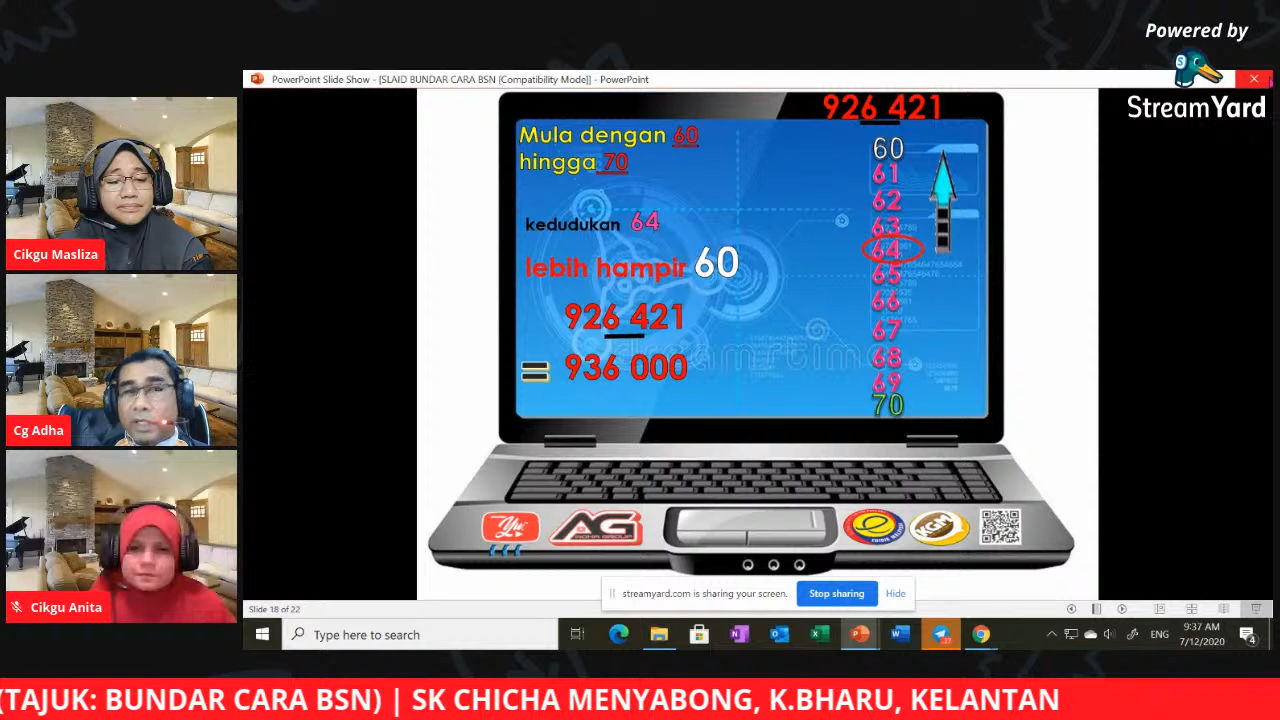 Powered by
StreamYard
PowerPoint Slide Show - [SLAID BUNDAR CARA BSN [Compatibility Mode]] - PowerPoint
Cikgu Masliza
Cg Adha
Cikgu Anita
926 421
Mula dengan 60
hingga 70
kedudukan 64
lebih hampir 60
926 421
= 936 000
60
61
62
63
64
65
66
67
68
69
70
dreamstime
AG
KGM
streamyard.com is sharing your screen.
Stop sharing
Hide
Slide 18 of 22
Type here to search
ENG
9:37 AM
7/12/2020
4
(TAJUK: BUNDAR CARA BSN) | SK CHICHA MENYABONG, K.BHARU, KELANTAN